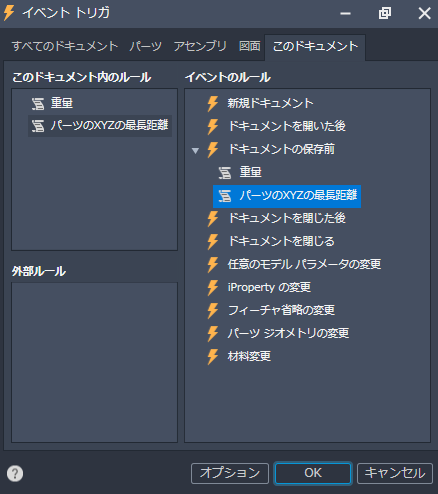 イベント トリガ
すべてのドキュメント パーツ アセンブリ 図面 このドキュメント
このドキュメント内のルール
重量
パーツのXYZの最長距離
外部ルール
イベントのルール
新規ドキュメント
ドキュメントを開いた後
ドキュメントの保存前
重量
パーツのXYZの最長距離
ドキュメントを閉じた後
ドキュメントを閉じる
任意のモデル パラメータの変更
iProperty の変更
フィーチャ省略の変更
パーツ ジオメトリの変更
材料変更
? オプション OK キャンセル